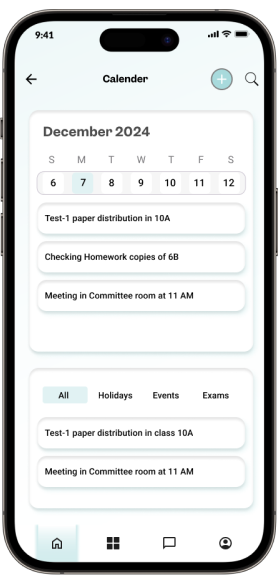 9:41
Calender
December 2024
S M T W T F S
6 7 8 9 10 11 12
Test-1 paper distribution in 10A
Checking Homework copies of 6B
Meeting in Committee room at 11 AM
All Holidays Events Exams
Test-1 paper distribution in class 10A
Meeting in Committee room at 11 AM